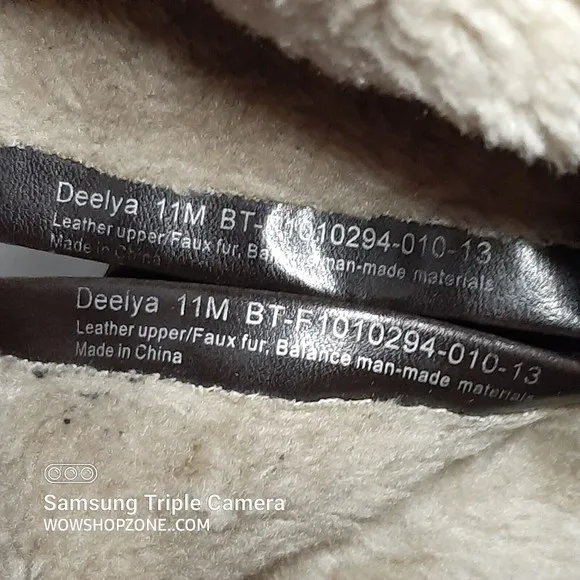 Deelya 11M BT- 1010294-010-13
Leather upper/Faux fur. Balance man-made materials
Made in China
Deelya 11M BT-F1010294-010-13
Leather upper/Faux fur. Balance man-made materials
Made in China
Samsung Triple Camera
WOWSHOPZONE.COM..